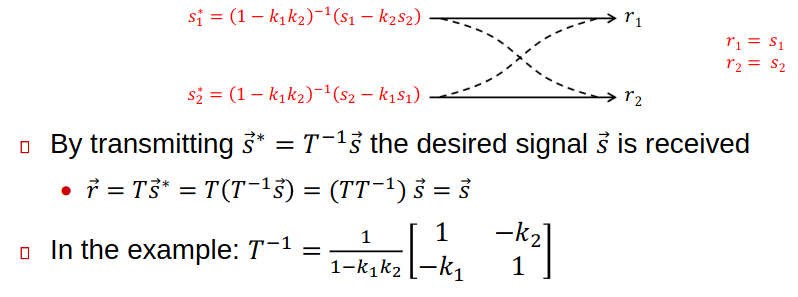 s₁* = (1 − k₁k₂)⁻¹(s₁ − k₂s₂) r₁
r₁ = s₁
r₂ = s₂
s₂* = (1 − k₁k₂)⁻¹(s₂ − k₁s₁) r₂
By transmitting s⃗* = T⁻¹s⃗ the desired signal s⃗ is received
• r⃗ = Ts⃗* = T(T⁻¹s⃗) = (TT⁻¹) s⃗ = s⃗
In the example: T⁻¹ = 1/(1−k₁k₂) [1 −k₂; −k₁ 1]